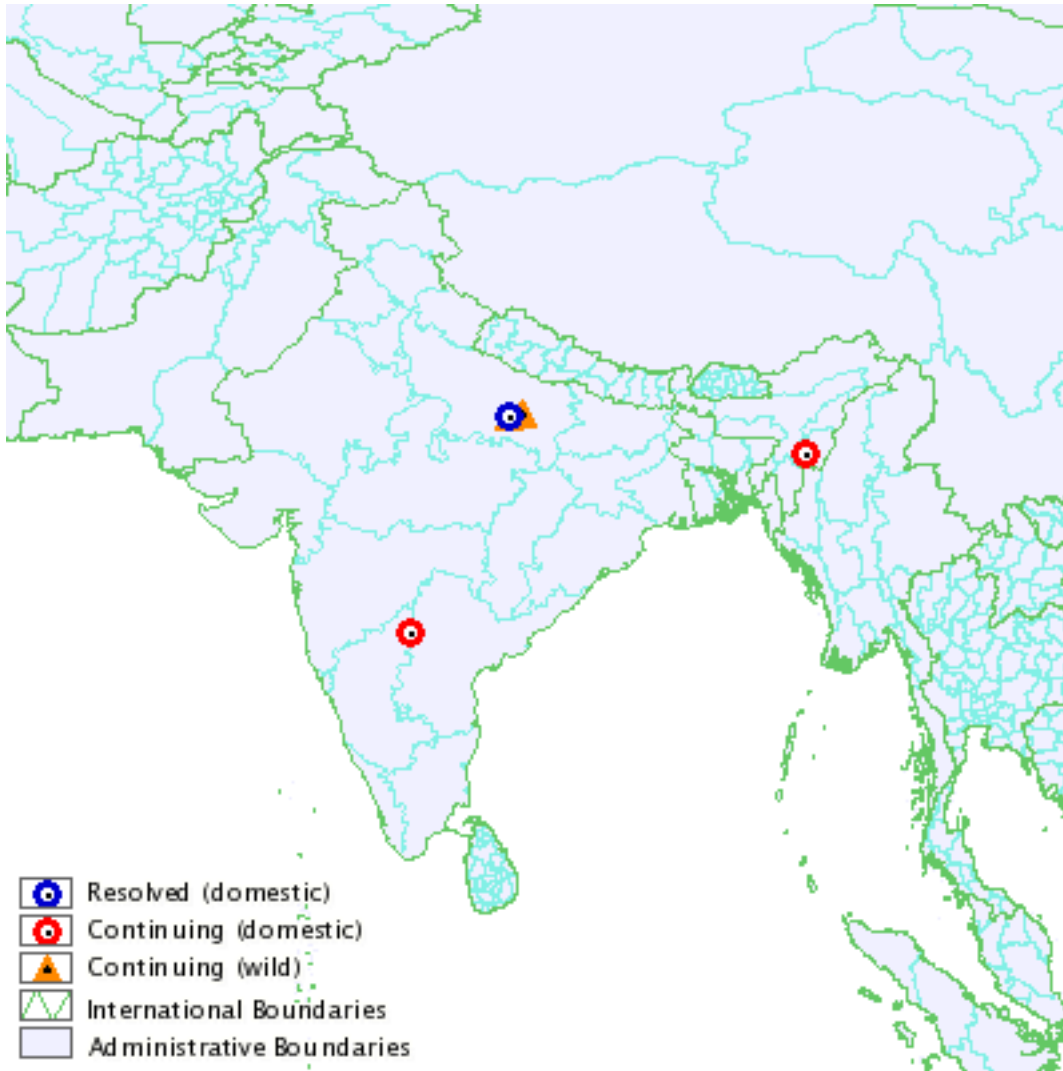 Resolved (domestic)
Continuing (domestic)
Continuing (wild)
International Boundaries
Administrative Boundaries